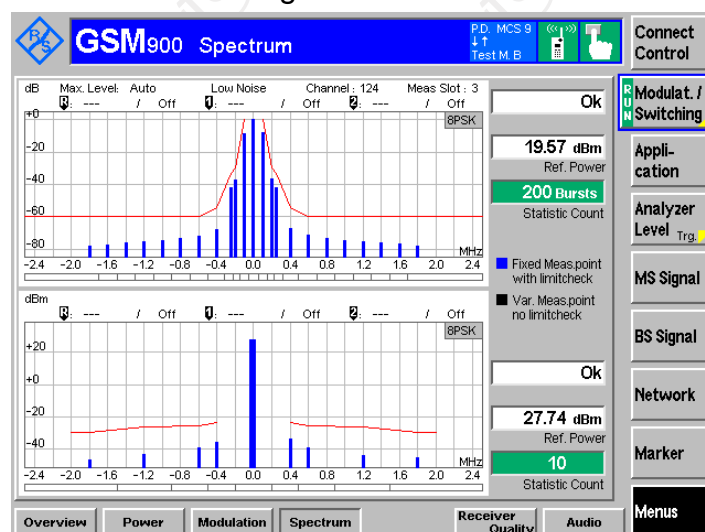 R&S
GSM900 Spectrum
P.D. MCS 9
Test M. B
Connect
Control
dB Max. Level: Auto Low Noise Channel : 124 Meas Slot : 3
R: --- / Off 1: --- / Off 2: --- / Off
8PSK
+0
-20
-40
-60
-80
MHz
-2.4 -2.0 -1.6 -1.2 -0.8 -0.4 0.0 0.4 0.8 1.2 1.6 2.0 2.4
Ok
19.57 dBm
Ref. Power
200 Bursts
Statistic Count
Fixed Meas.point
with limitcheck
Var. Meas.point
no limitcheck
dBm
R: --- / Off 1: --- / Off 2: --- / Off
8PSK
+20
+0
-20
-40
MHz
-2.4 -2.0 -1.6 -1.2 -0.8 -0.4 0.0 0.4 0.8 1.2 1.6 2.0 2.4
Ok
27.74 dBm
Ref. Power
10
Statistic Count
RUN
Modulat. /
Switching
Appli-
cation
Analyzer
Level Trg.
MS Signal
BS Signal
Network
Marker
Menus
Overview Power Modulation Spectrum Receiver
Quality Audio